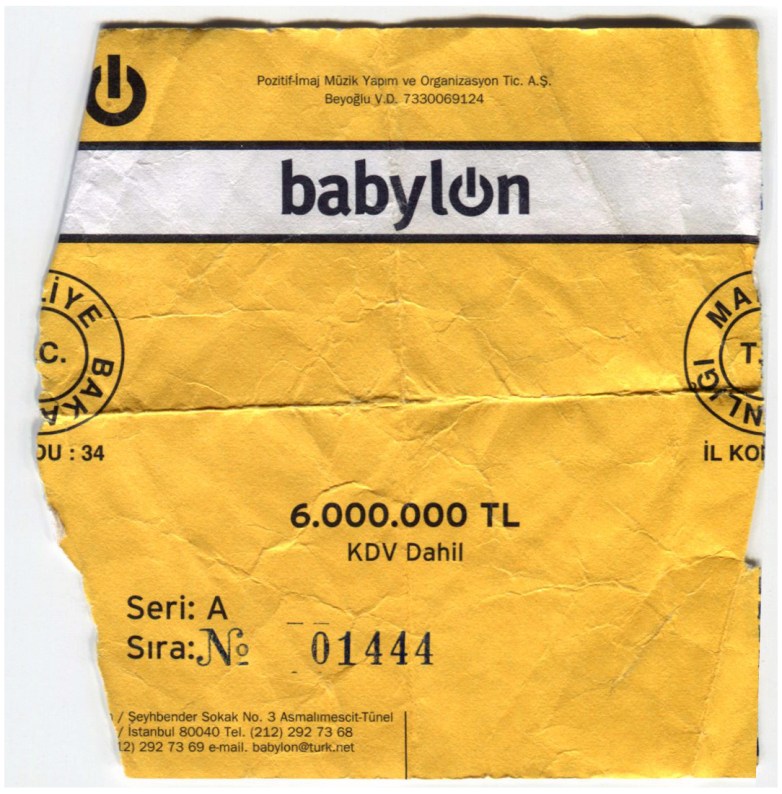 Pozitif-İmaj Müzik Yapım ve Organizasyon Tic. A.Ş.
Beyoğlu V.D. 7330069124
babylon
LİYE BAKA
C.
DU : 34
MA NLIĞI
T.
İL KO
6.000.000 TL
KDV Dahil
Seri: A
Sıra: № 01444
/ Şeyhbender Sokak No. 3 Asmalımescit-Tünel
/ İstanbul 80040 Tel. (212) 292 73 68
12) 292 73 69 e-mail. babylon@turk.net